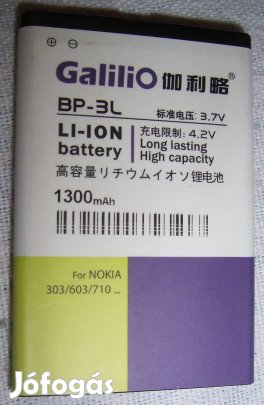 Galilio 伽利略®
BP-3L
标准电压: 3.7V
LI-ION
battery
充电限制: 4.2V
Long lasting
High capacity
高容量リチウムイオン锂电池
1300mAh
For NOKIA
303/603/710 ...
Jófogás